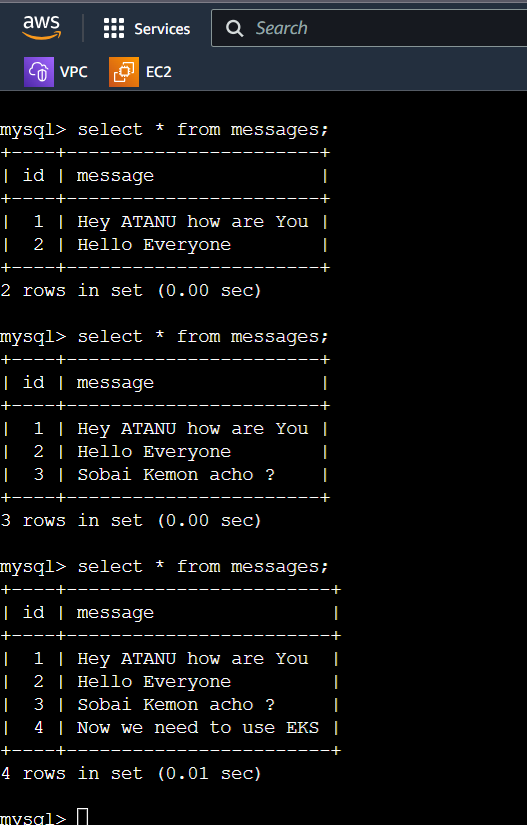 aws
Services
Search
VPC
EC2
mysql> select * from messages;
+----+-----------------------+
| id | message               |
+----+-----------------------+
|  1 | Hey ATANU how are You |
|  2 | Hello Everyone        |
+----+-----------------------+
2 rows in set (0.00 sec)
mysql> select * from messages;
+----+-----------------------+
| id | message               |
+----+-----------------------+
|  1 | Hey ATANU how are You |
|  2 | Hello Everyone        |
|  3 | Sobai Kemon acho ?    |
+----+-----------------------+
3 rows in set (0.00 sec)
mysql> select * from messages;
+----+------------------------+
| id | message                |
+----+------------------------+
|  1 | Hey ATANU how are You  |
|  2 | Hello Everyone         |
|  3 | Sobai Kemon acho ?     |
|  4 | Now we need to use EKS |
+----+------------------------+
4 rows in set (0.01 sec)
mysql>